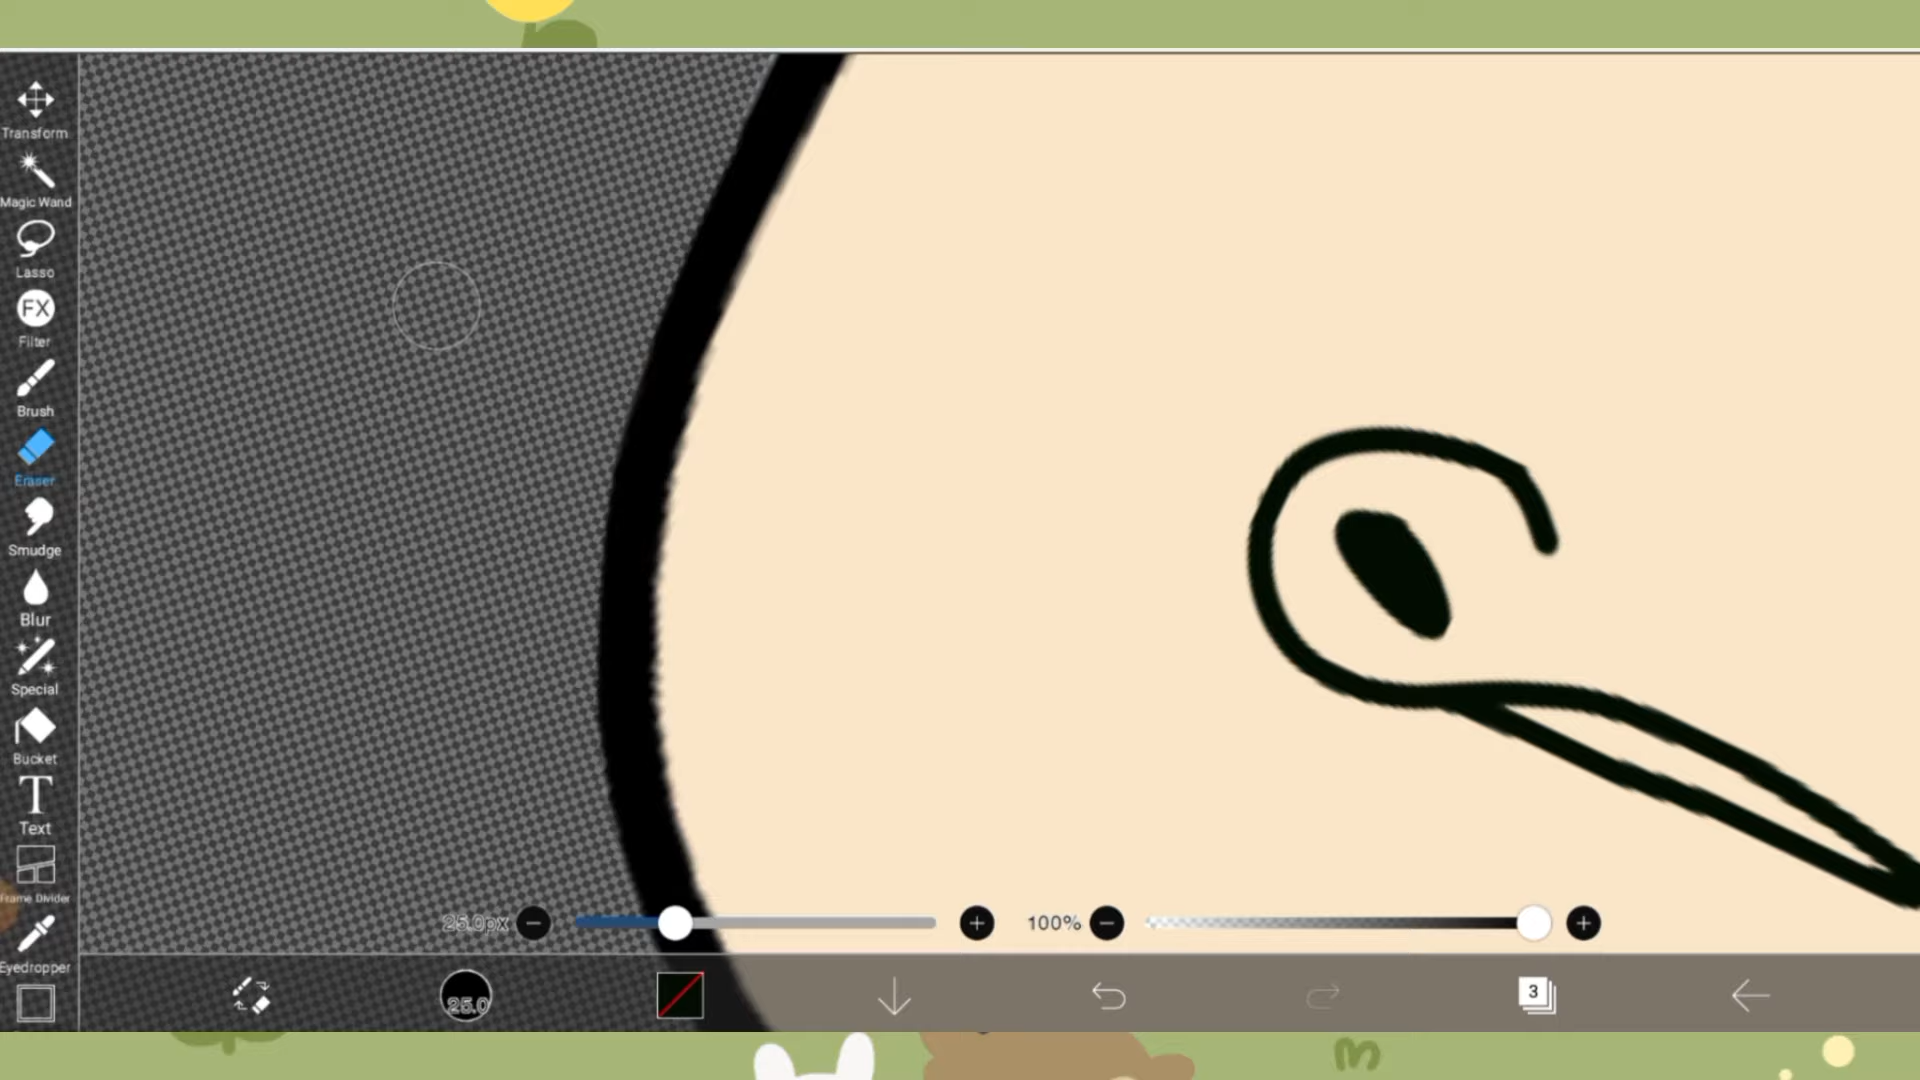 Transform
Magic Wand
Lasso
FX
Filter
Brush
Eraser
Smudge
Blur
Special
Bucket
T
Text
Frame Divider
Eyedropper
25.0px
100%
25.0
3
m